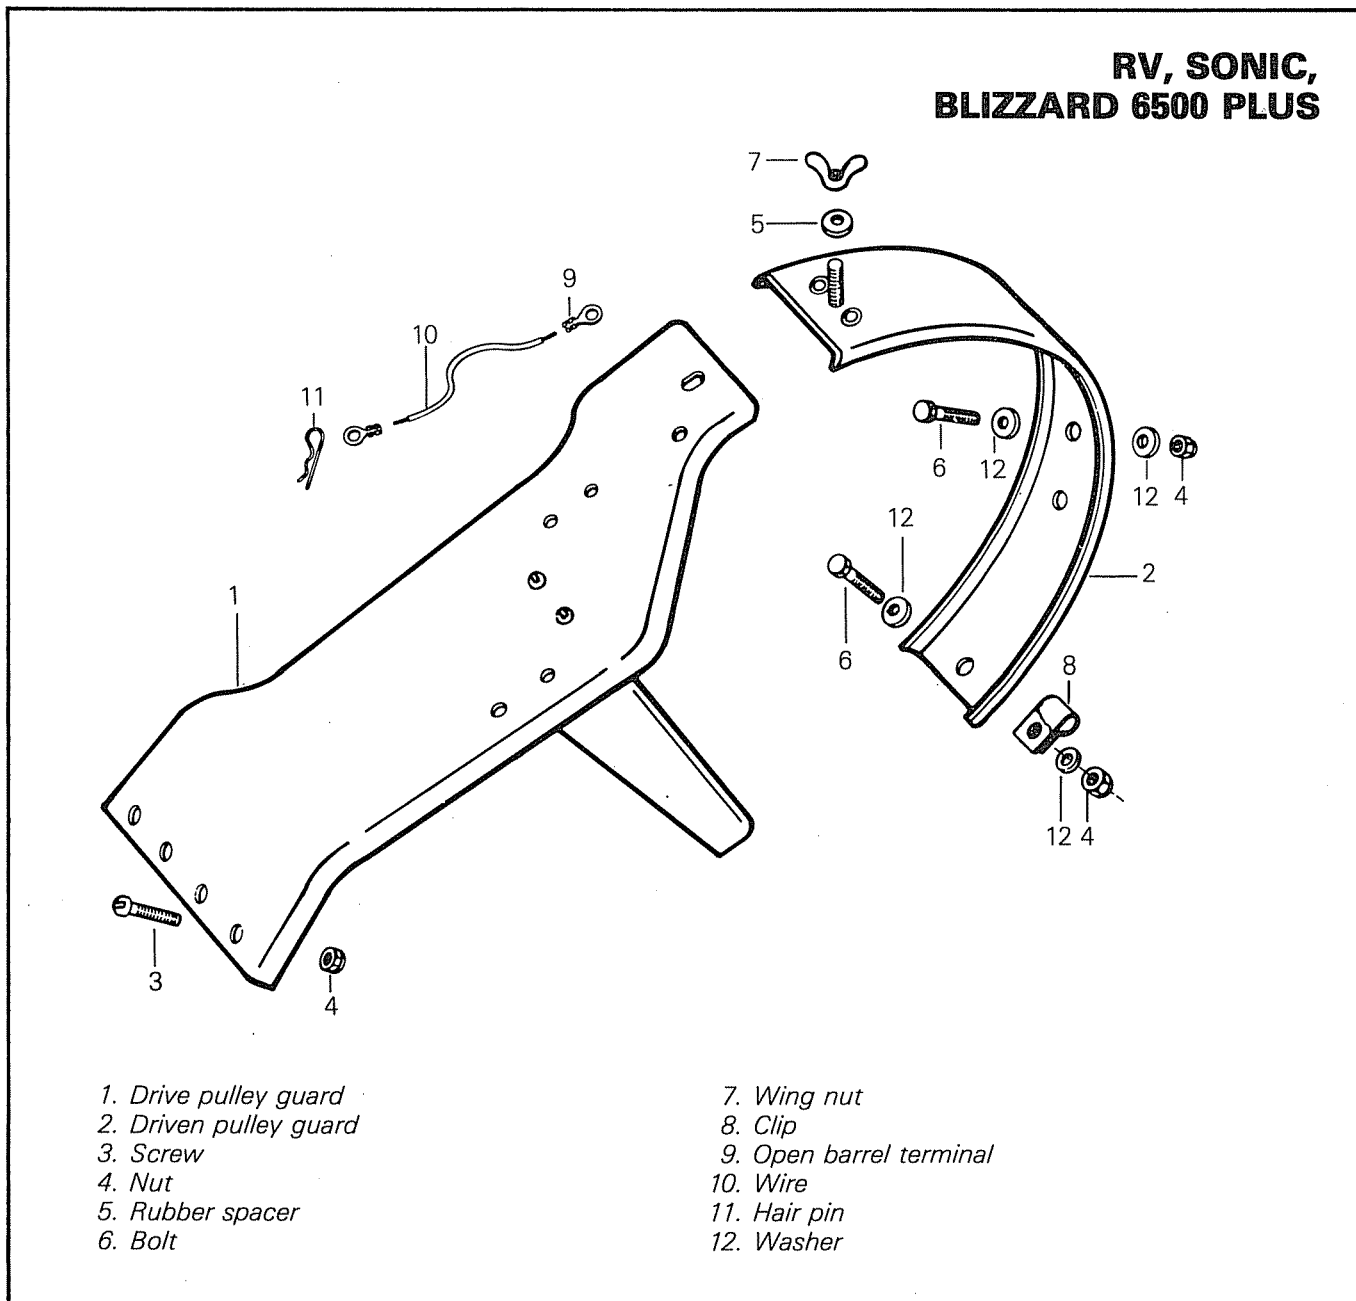 RV, SONIC,
BLIZZARD 6500 PLUS
7
5
9
10
11
6
12
12
4
12
2
1
6
8
12
4
3
4
1. Drive pulley guard
2. Driven pulley guard
3. Screw
4. Nut
5. Rubber spacer
6. Bolt
7. Wing nut
8. Clip
9. Open barrel terminal
10. Wire
11. Hair pin
12. Washer